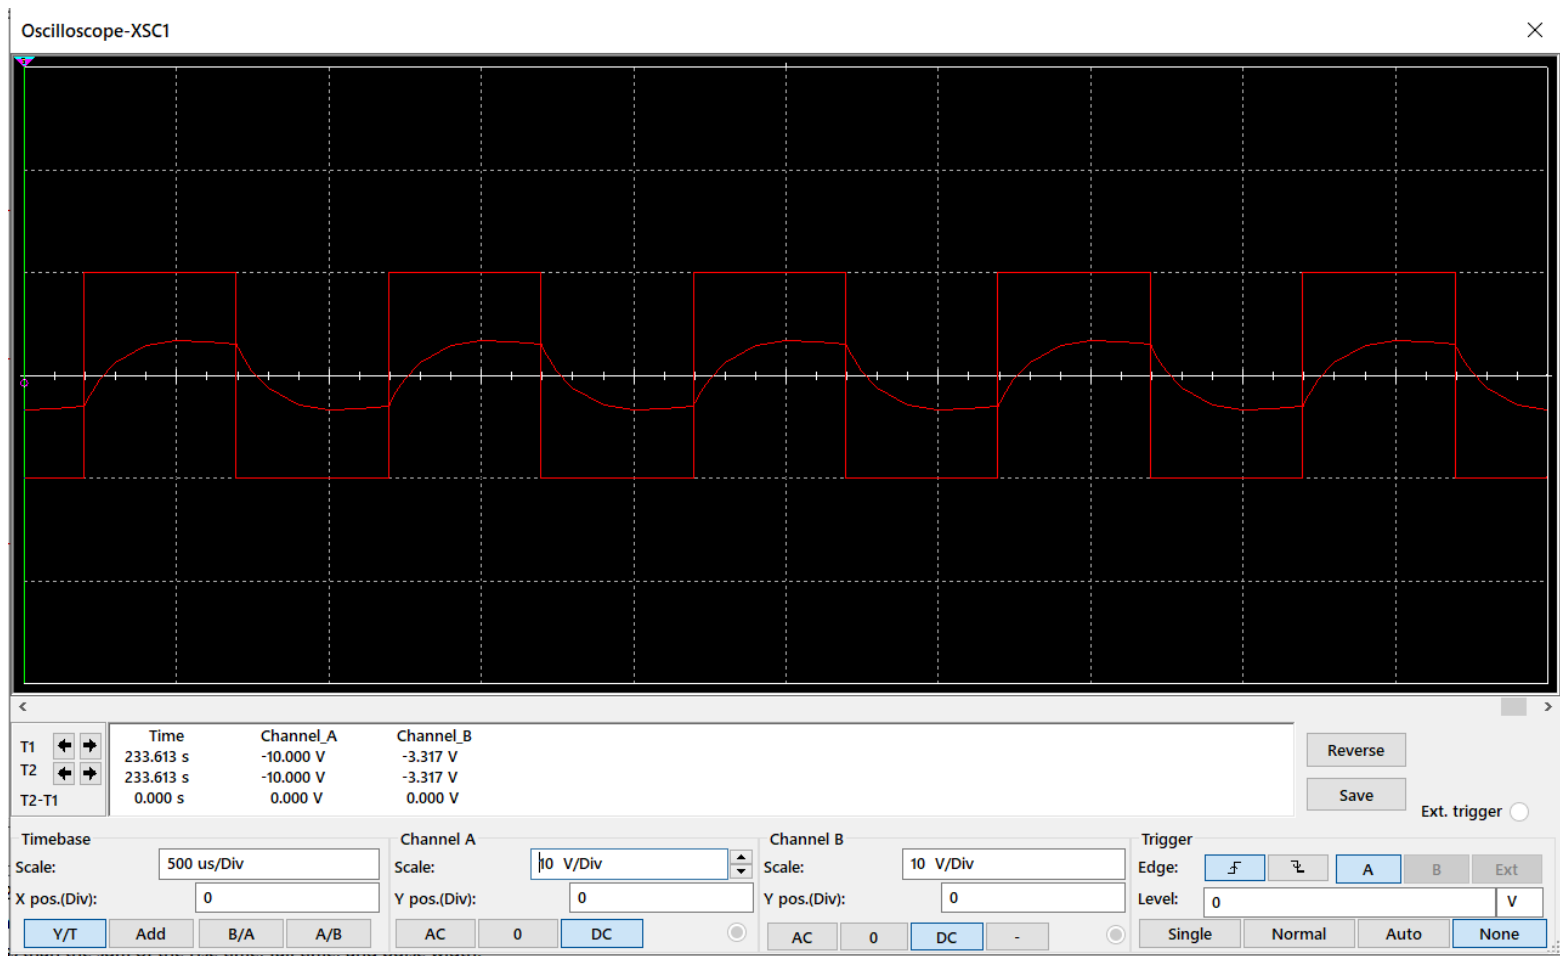 Oscilloscope-XSC1
Time Channel_A Channel_B
T1 233.613 s -10.000 V -3.317 V
T2 233.613 s -10.000 V -3.317 V
T2-T1 0.000 s 0.000 V 0.000 V
Reverse
Save
Ext. trigger
Timebase
Scale: 500 us/Div
X pos.(Div): 0
Y/T Add B/A A/B
Channel A
Scale: 10 V/Div
Y pos.(Div): 0
AC 0 DC
Channel B
Scale: 10 V/Div
Y pos.(Div): 0
AC 0 DC -
Trigger
Edge: A B Ext
Level: 0 V
Single Normal Auto None